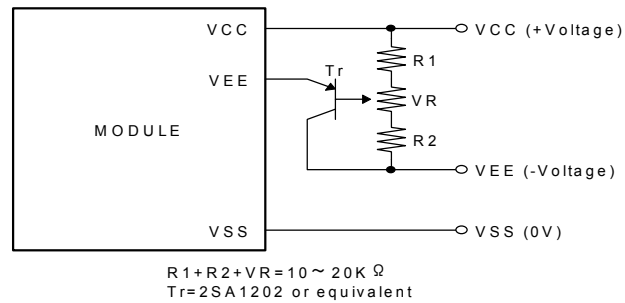 VCC
VCC (+Voltage)
R1
Tr
VEE
VR
MODULE
R2
VEE (-Voltage)
VSS
VSS (0V)
R1+R2+VR=10～20KΩ
Tr=2SA1202 or equivalent